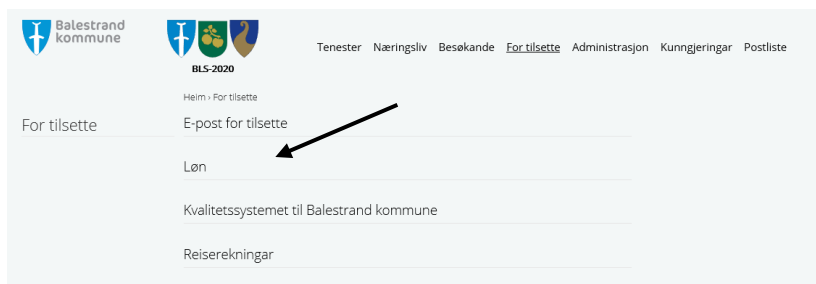 Balestrand
kommune
BLS-2020
Tenester Næringsliv Besøkande For tilsette Administrasjon Kunngjeringar Postliste
Heim › For tilsette
For tilsette
E-post for tilsette
Løn
Kvalitetssystemet til Balestrand kommune
Reiserekningar